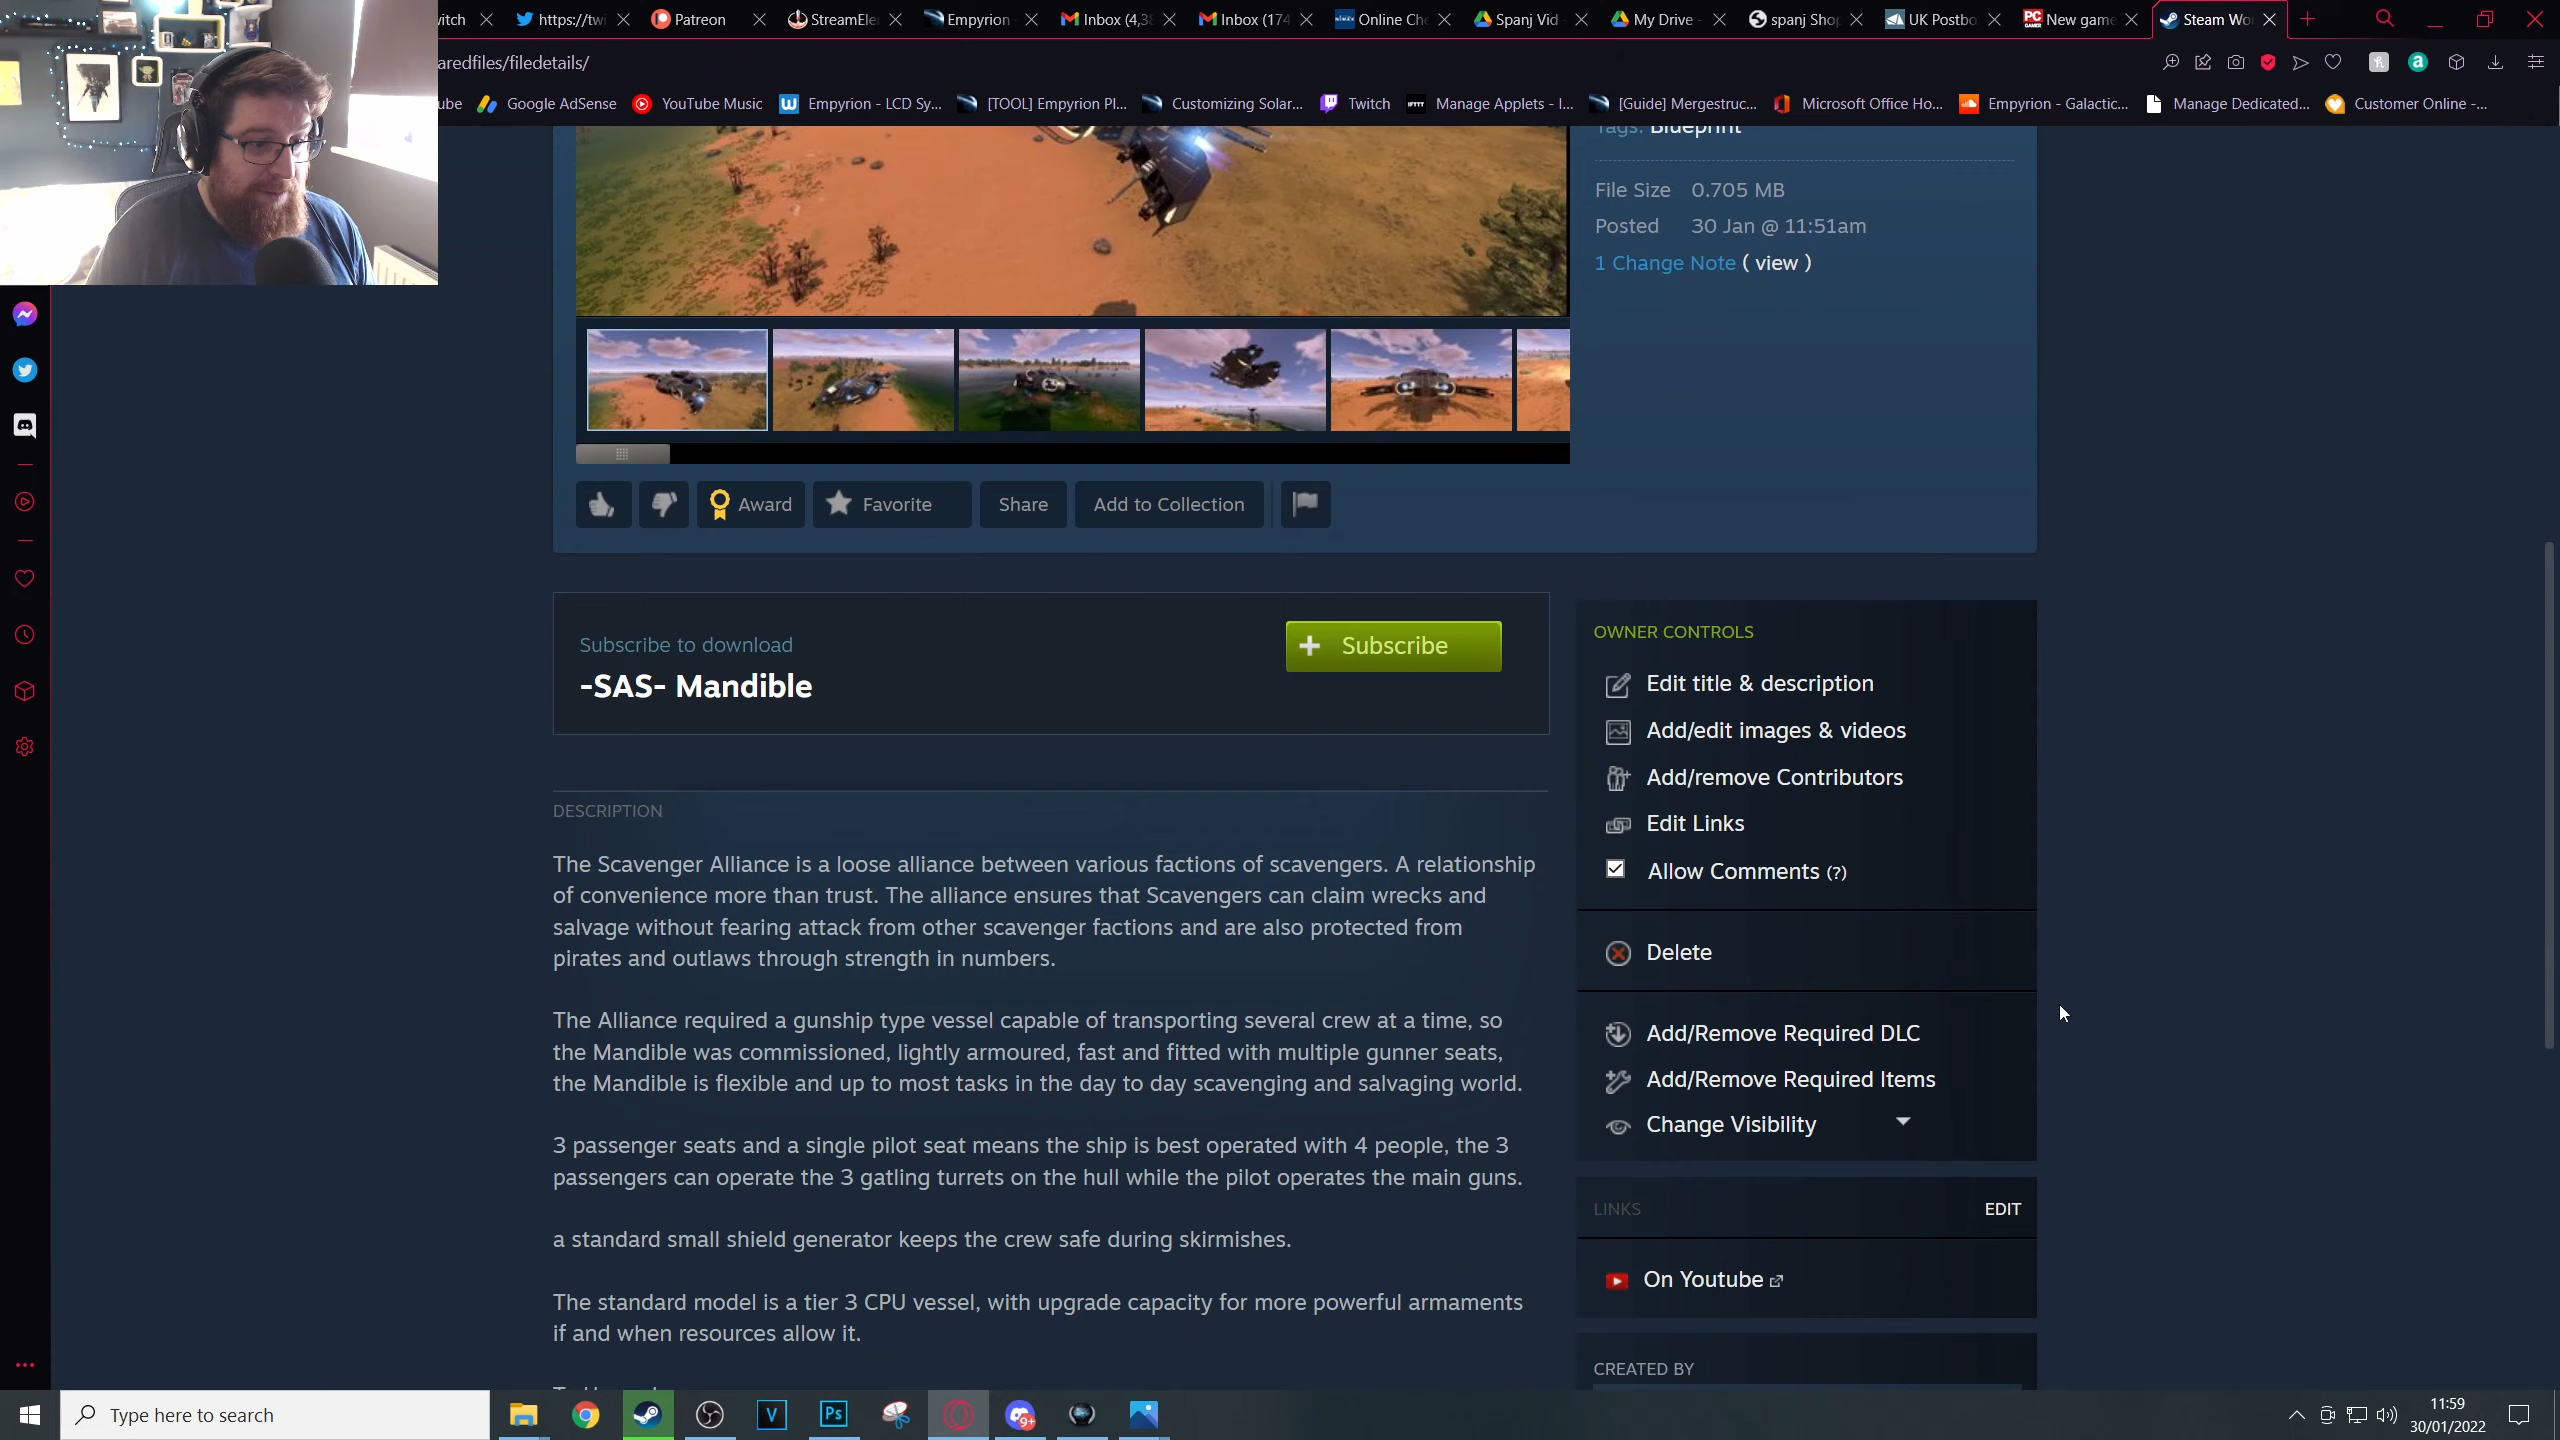 witch
https://twi
Patreon
StreamEle
Empyrion
Inbox (4,38
Inbox (174
Online Che
Spanj Vid -
My Drive -
spanj Shop
UK Postbo
New game
Steam Wo
aredfiles/filedetails/
ube
Google AdSense
YouTube Music
Empyrion - LCD Sy...
[TOOL] Empyrion Pl...
Customizing Solar...
Twitch
Manage Applets - I...
[Guide] Mergestruc...
Microsoft Office Ho...
Empyrion - Galactic...
Manage Dedicated...
Customer Online -...
Tags: Blueprint
File Size 0.705 MB
Posted 30 Jan @ 11:51am
1 Change Note ( view )
Award
Favorite
Share
Add to Collection
Subscribe to download
-SAS- Mandible
Subscribe
DESCRIPTION
The Scavenger Alliance is a loose alliance between various factions of scavengers. A relationship
of convenience more than trust. The alliance ensures that Scavengers can claim wrecks and
salvage without fearing attack from other scavenger factions and are also protected from
pirates and outlaws through strength in numbers.
The Alliance required a gunship type vessel capable of transporting several crew at a time, so
the Mandible was commissioned, lightly armoured, fast and fitted with multiple gunner seats,
the Mandible is flexible and up to most tasks in the day to day scavenging and salvaging world.
3 passenger seats and a single pilot seat means the ship is best operated with 4 people, the 3
passengers can operate the 3 gatling turrets on the hull while the pilot operates the main guns.
a standard small shield generator keeps the crew safe during skirmishes.
The standard model is a tier 3 CPU vessel, with upgrade capacity for more powerful armaments
if and when resources allow it.
OWNER CONTROLS
Edit title & description
Add/edit images & videos
Add/remove Contributors
Edit Links
Allow Comments (?)
Delete
Add/Remove Required DLC
Add/Remove Required Items
Change Visibility
LINKS
EDIT
On Youtube
CREATED BY
Type here to search
V
Ps
9+
11:59
30/01/2022